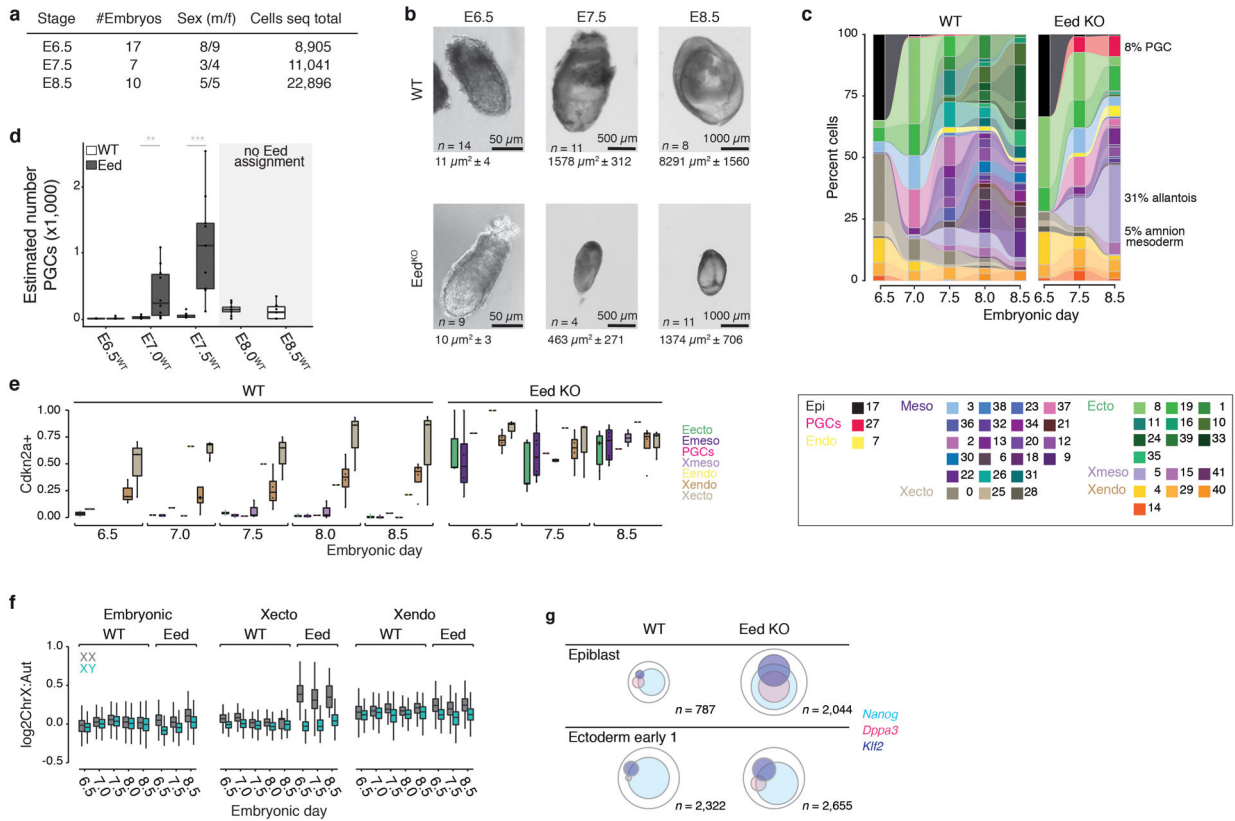 a
Stage #Embryos Sex (m/f) Cells seq total
E6.5 17 8/9 8,905
E7.5 7 3/4 11,041
E8.5 10 5/5 22,896
b
E6.5 E7.5 E8.5
WT
n = 14 50 µm
11 µm² ± 4
n = 11 500 µm
1578 µm² ± 312
n = 8 1000 µm
8291 µm² ± 1560
Eed^KO
n = 9 50 µm
10 µm² ± 3
n = 4 500 µm
463 µm² ± 271
n = 11 1000 µm
1374 µm² ± 706
c
WT Eed KO
Percent cells
100
75
50
25
0
8% PGC
31% allantois
5% amnion
mesoderm
6.5 7.0 7.5 8.0 8.5 6.5 7.5 8.5
Embryonic day
d
WT
Eed
** ***
no Eed
assignment
Estimated number
PGCs (x1,000)
2
1
0
E6.5^WT E7.0^WT E7.5^WT E8.0^WT E8.5^WT
e
WT Eed KO
Cdkn2a+
1.00
0.75
0.50
0.25
0.00
6.5 7.0 7.5 8.0 8.5 6.5 7.5 8.5
Embryonic day
Eecto
Emeso
PGCs
Xmeso
Eendo
Xendo
Xecto
Epi 17
PGCs 27
Endo 7
Meso 3 38 23 37
36 32 34 21
2 13 20 12
30 6 18 9
22 26 31
Xecto 0 25 28
Ecto 8 19 1
11 16 10
24 39 33
35
Xmeso 5 15 41
Xendo 4 29 40
14
f
Embryonic Xecto Xendo
WT Eed WT Eed WT Eed
XX
XY
log2ChrX:Aut
1.0
0.5
0.0
-0.5
6.5 7.0 7.5 8.0 8.5 6.5 7.5 8.5 6.5 7.0 7.5 8.0 8.5 6.5 7.5 8.5 6.5 7.0 7.5 8.0 8.5 6.5 7.5 8.5
Embryonic day
g
WT Eed KO
Epiblast
n = 787 n = 2,044
Ectoderm early 1
n = 2,322 n = 2,655
Nanog
Dppa3
Klf2